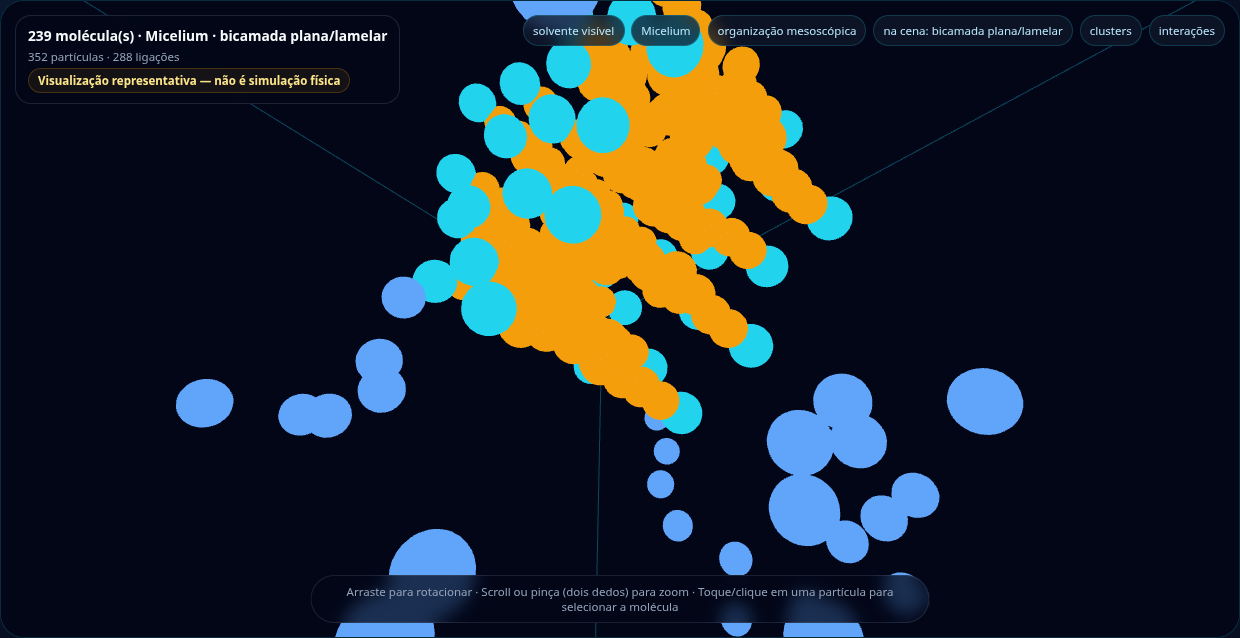 239 molécula(s) · Micelium · bicamada plana/lamelar
352 partículas · 288 ligações
Visualização representativa — não é simulação física
solvente visível
Micelium
organização mesoscópica
na cena: bicamada plana/lamelar
clusters
interações
Arraste para rotacionar · Scroll ou pinça (dois dedos) para zoom · Toque/clique em uma partícula para
selecionar a molécula